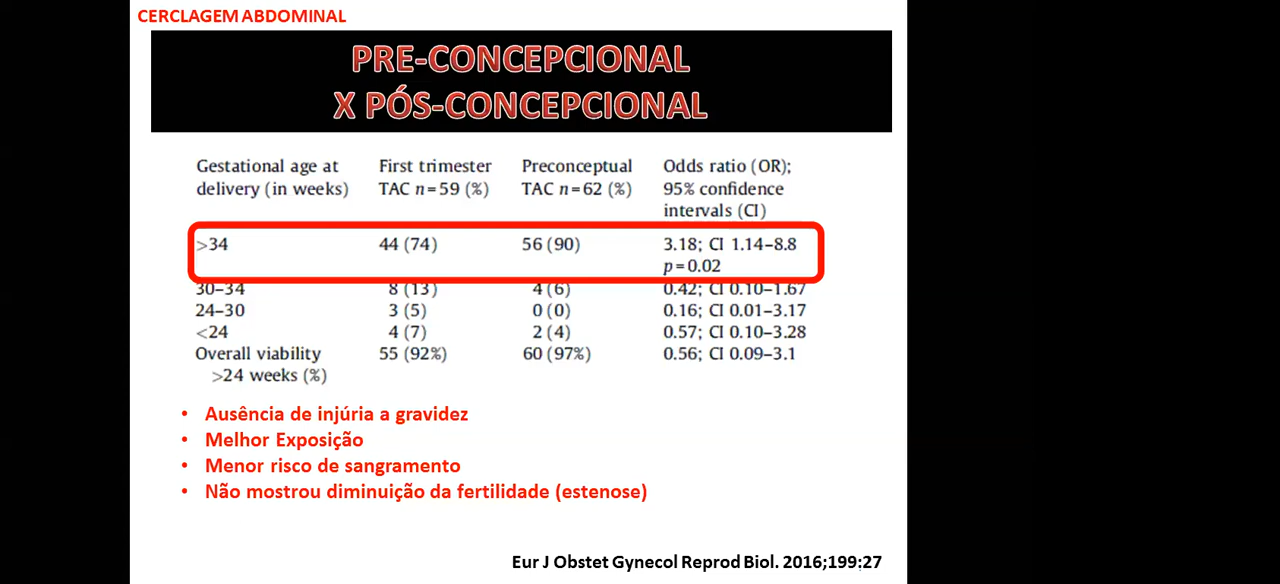 CERCLAGEM ABDOMINAL
PRE-CONCEPCIONAL
X PÓS-CONCEPCIONAL
Gestational age at First trimester Preconceptual Odds ratio (OR);
delivery (in weeks) TAC n=59 (%) TAC n=62 (%) 95% confidence
intervals (CI)
>34 44 (74) 56 (90) 3.18; CI 1.14–8.8
p=0.02
30–34 8 (13) 4 (6) 0.42; CI 0.10–1.67
24–30 3 (5) 0 (0) 0.16; CI 0.01–3.17
<24 4 (7) 2 (4) 0.57; CI 0.10–3.28
Overall viability 55 (92%) 60 (97%) 0.56; CI 0.09–3.1
>24 weeks (%)
• Ausência de injúria a gravidez
• Melhor Exposição
• Menor risco de sangramento
• Não mostrou diminuição da fertilidade (estenose)
Eur J Obstet Gynecol Reprod Biol. 2016;199:27